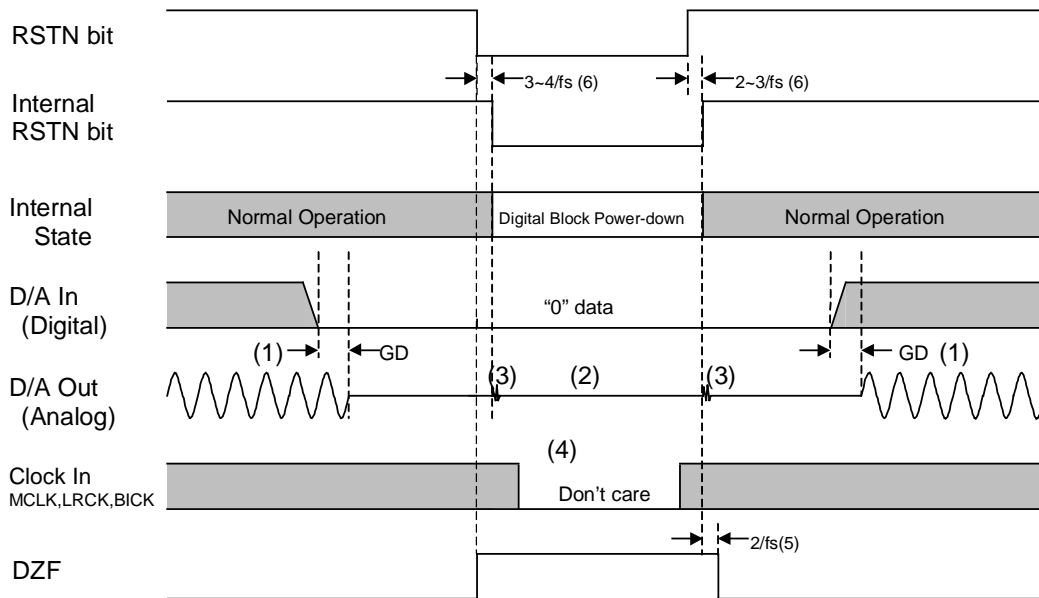 RSTN bit
3~4/fs (6)
2~3/fs (6)
Internal
RSTN bit
Internal
State
Normal Operation
Digital Block Power-down
Normal Operation
D/A In
(Digital)
“0” data
(1)
GD
GD
(1)
D/A Out
(Analog)
(3)
(2)
(3)
(4)
Clock In
MCLK,LRCK,BICK
Don’t care
2/fs(5)
DZF